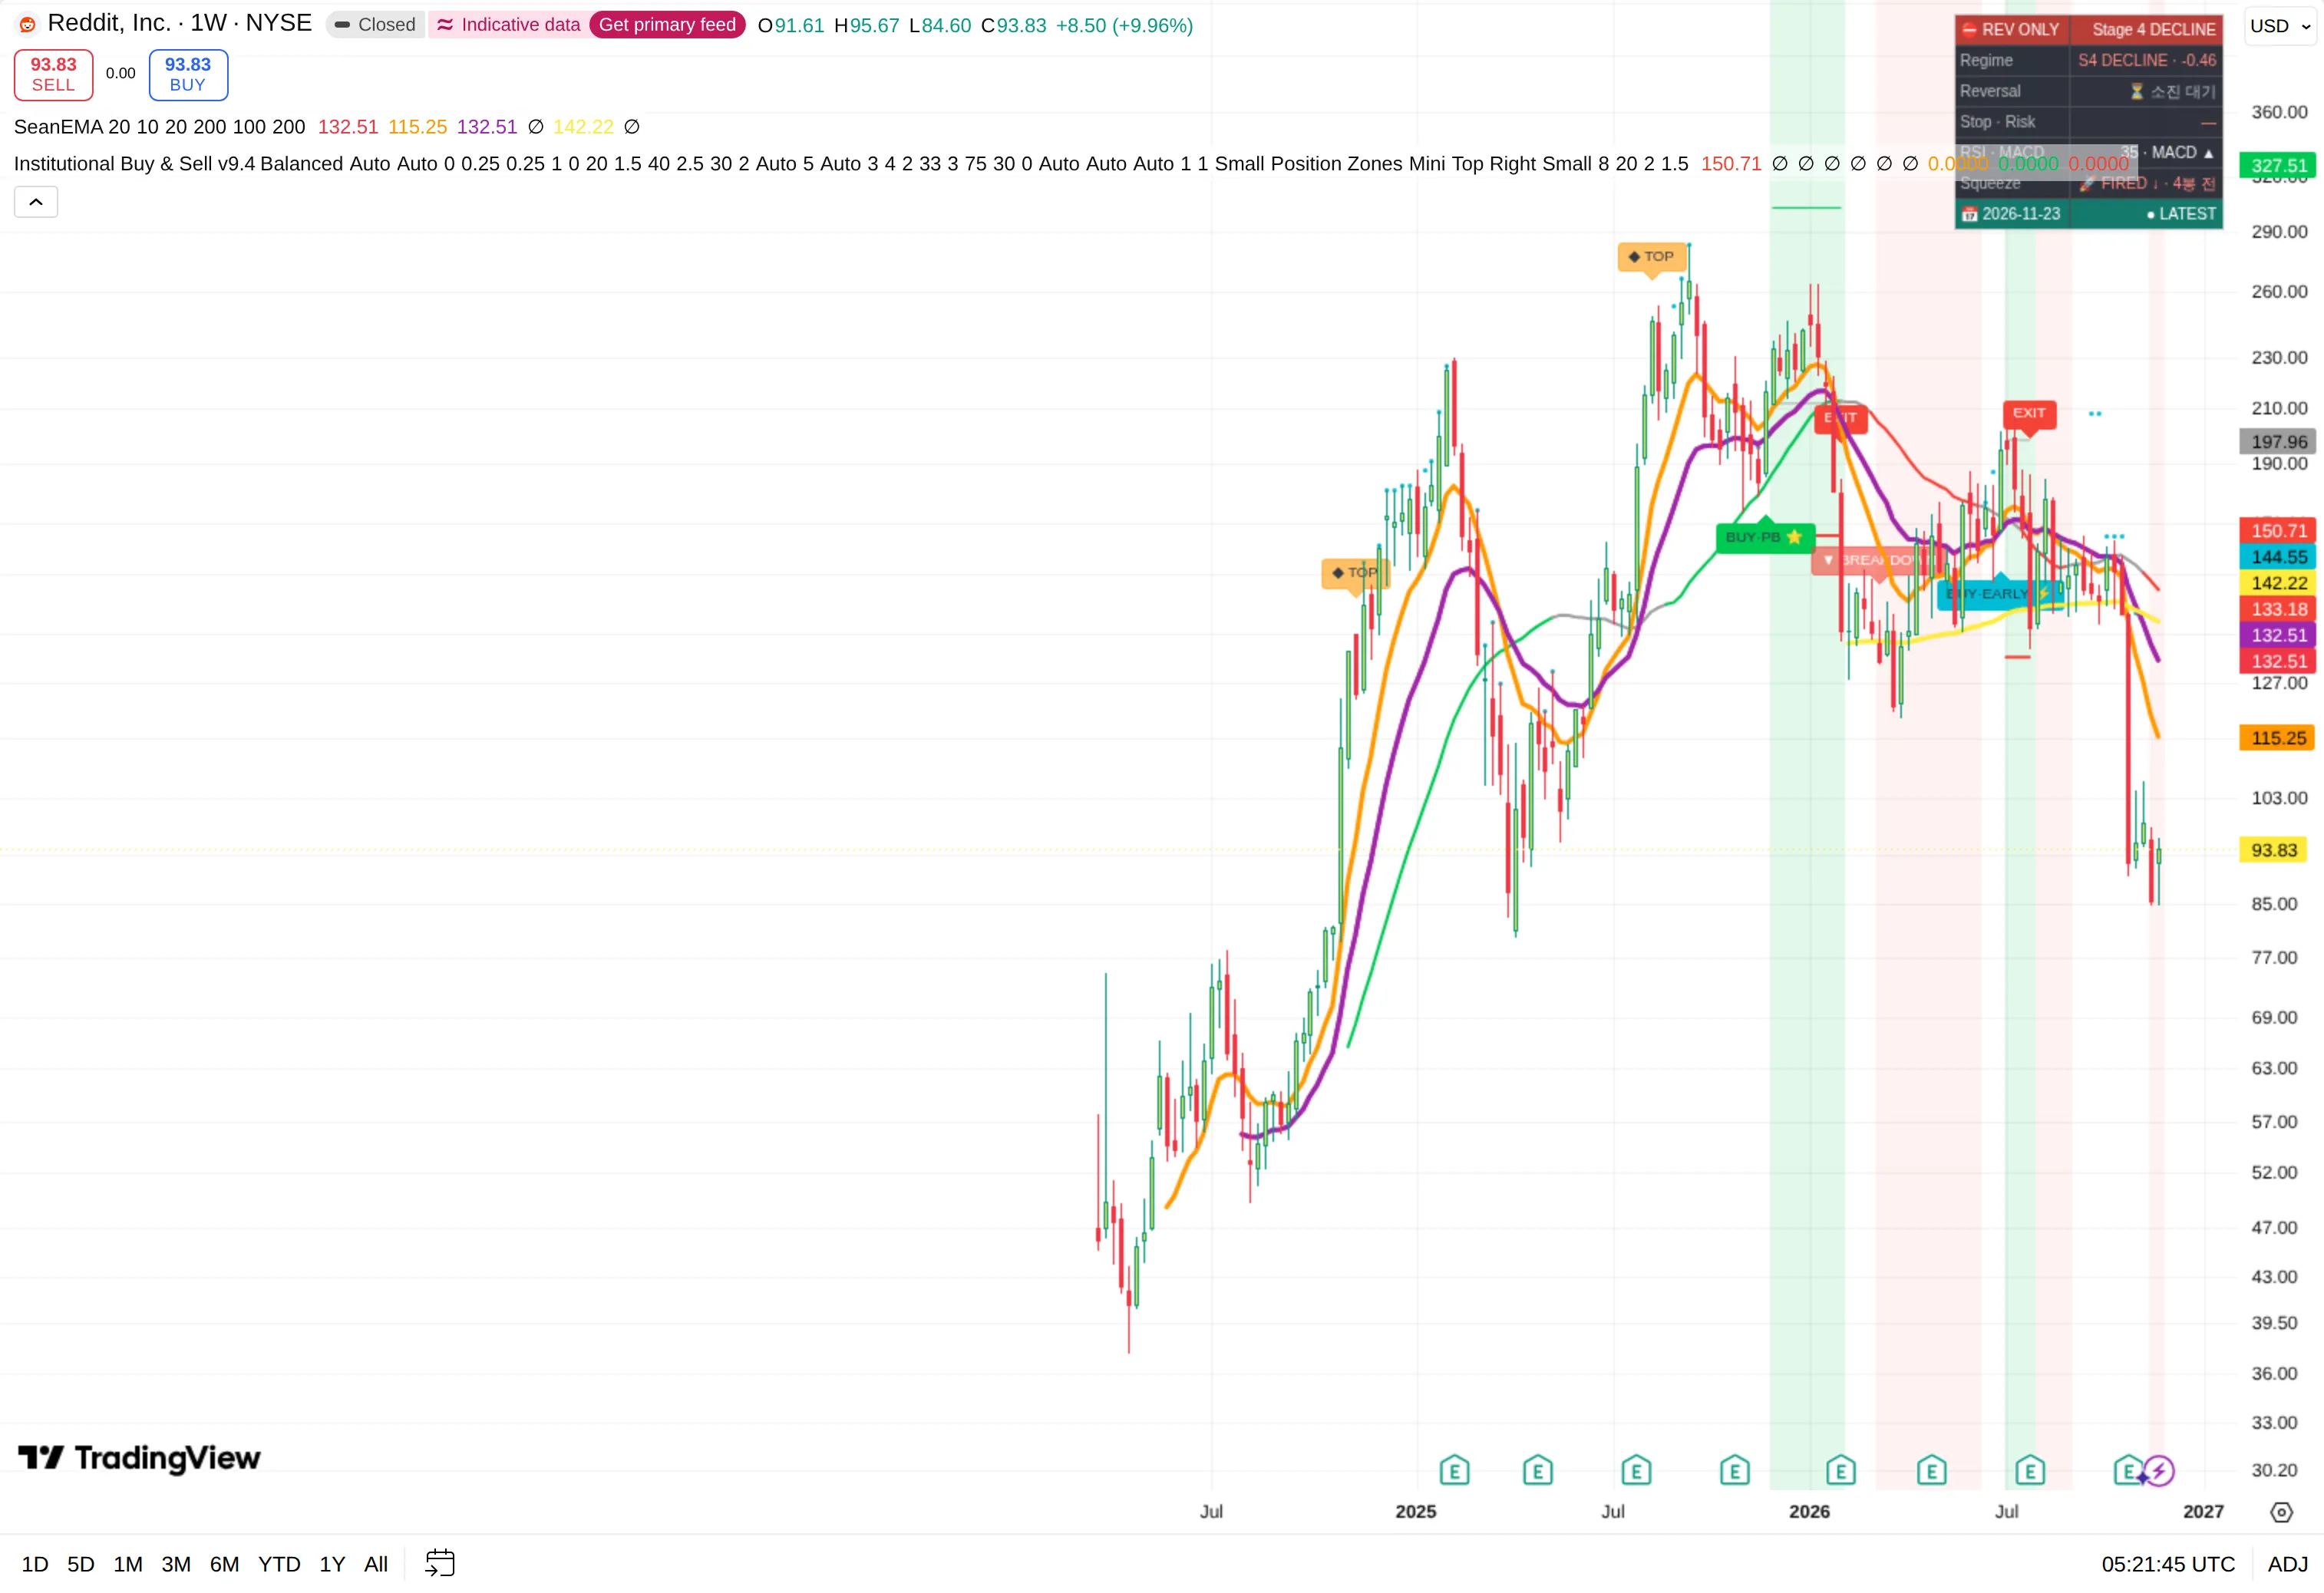 Reddit, Inc. · 1W · NYSE Closed Indicative data Get primary feed O91.61 H95.67 L84.60 C93.83 +8.50 (+9.96%)
93.83 SELL
0.00
93.83 BUY
SeanEMA 20 10 20 200 100 200 132.51 115.25 132.51 ∅ 142.22 ∅
Institutional Buy & Sell v9.4 Balanced Auto Auto 0 0.25 0.25 1 0 20 1.5 40 2.5 30 2 Auto 5 Auto 3 4 2 33 3 75 30 0 Auto Auto Auto 1 1 Small Position Zones Mini Top Right Small 8 20 2 1.5 150.71 ∅ ∅ ∅ ∅ ∅ ∅ 0.0000 0.0000 0.0000
REV ONLY Stage 4 DECLINE
Regime S4 DECLINE · -0.46
Reversal ⏳ 소진 대기
Stop · Risk —
RSI · MACD 35 · MACD ▲
Squeeze 🚀 FIRED ↓ · 4봉 전
📅 2026-11-23 ● LATEST
USD
360.00
327.51
290.00
260.00
230.00
210.00
197.96
190.00
150.71
144.55
142.22
133.18
132.51
132.51
127.00
115.25
103.00
93.83
85.00
77.00
69.00
63.00
57.00
52.00
47.00
43.00
39.50
36.00
33.00
30.20
◆ TOP
◆ TOP
EXIT
EXIT
BUY·PB ⭐
▼ BREAKDO
BUY·EARLY ⚡
TradingView
E E E E E E E E
Jul 2025 Jul 2026 Jul 2027
1D 5D 1M 3M 6M YTD 1Y All
05:21:45 UTC ADJ